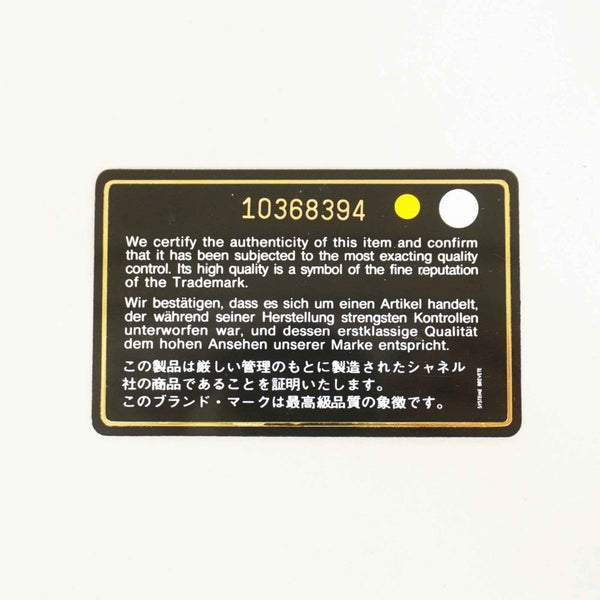 10368394
We certify the authenticity of this item and confirm
that it has been subjected to the most exacting quality
control. Its high quality is a symbol of the fine reputation
of the Trademark.
Wir bestätigen, dass es sich um einen Artikel handelt,
der während seiner Herstellung strengsten Kontrollen
unterworfen war, und dessen erstklassige Qualität
dem hohen Ansehen unserer Marke entspricht.
この製品は厳しい管理のもとに製造されたシャネル
社の商品であることを証明いたします。
このブランド・マークは最高級品質の象徴です。
SYSTEME BREVETE